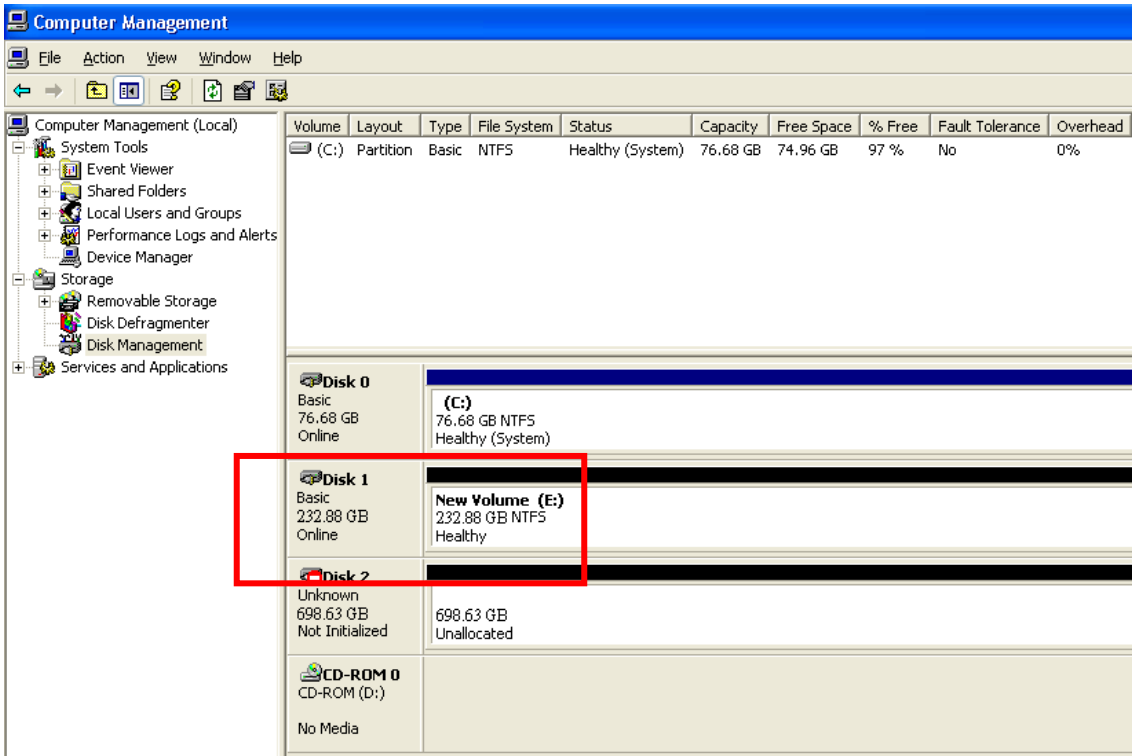 Computer Management
File Action View Window Help
Computer Management (Local)
System Tools
Event Viewer
Shared Folders
Local Users and Groups
Performance Logs and Alerts
Device Manager
Storage
Removable Storage
Disk Defragmenter
Disk Management
Services and Applications
Volume Layout Type File System Status Capacity Free Space % Free Fault Tolerance Overhead
(C:) Partition Basic NTFS Healthy (System) 76.68 GB 74.96 GB 97 % No 0%
Disk 0
Basic
76.68 GB
Online
(C:)
76.68 GB NTFS
Healthy (System)
Disk 1
Basic
232.88 GB
Online
New Volume (E:)
232.88 GB NTFS
Healthy
Disk 2
Unknown
698.63 GB
Not Initialized
698.63 GB
Unallocated
CD-ROM 0
CD-ROM (D:)
No Media